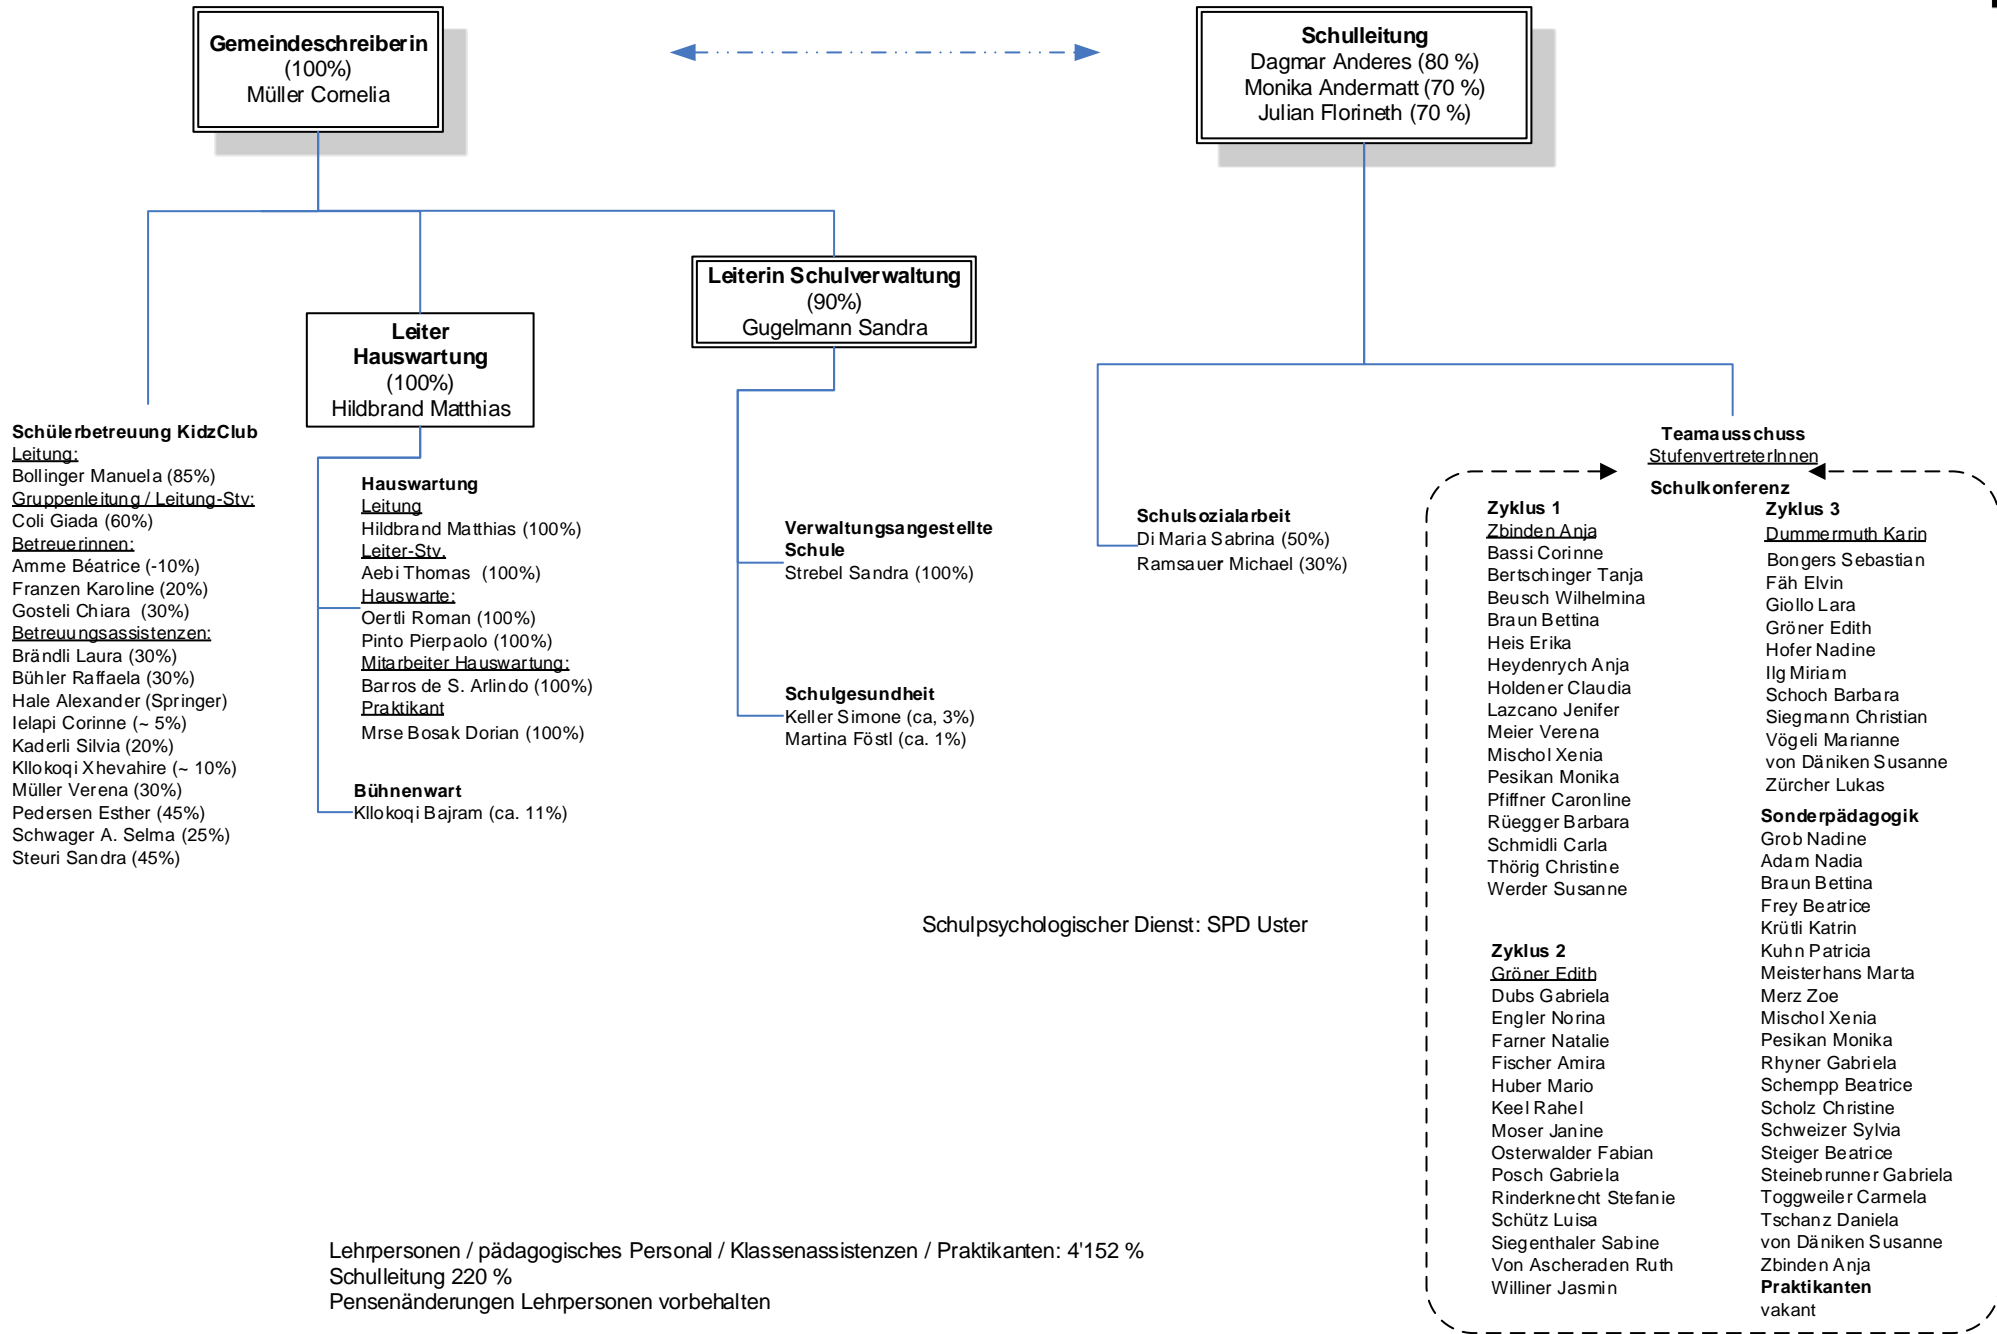 Gemeindeschreiberin
(100%)
Müller Cornelia
Schulleitung
Dagmar Anderes (80 %)
Monika Andermatt (70 %)
Julian Florineth (70 %)
Leiterin Schulverwaltung
(90%)
Gugelmann Sandra
Leiter
Hauswartung
(100%)
Hildbrand Matthias
Schülerbetreuung KidzClub
Leitung:
Bollinger Manuela (85%)
Gruppenleitung / Leitung-Stv:
Coli Giada (60%)
Betreuerinnen:
Amme Béatrice (-10%)
Franzen Karoline (20%)
Gosteli Chiara (30%)
Betreuungsassistenzen:
Brändli Laura (30%)
Bühler Raffaela (30%)
Hale Alexander (Springer)
Ielapi Corinne (~ 5%)
Kaderli Silvia (20%)
Kllokoqi Xhevahire (~ 10%)
Müller Verena (30%)
Pedersen Esther (45%)
Schwager A. Selma (25%)
Steuri Sandra (45%)
Hauswartung
Leitung
Hildbrand Matthias (100%)
Leiter-Stv.
Aebi Thomas (100%)
Hauswarte:
Oertli Roman (100%)
Pinto Pierpaolo (100%)
Mitarbeiter Hauswartung:
Barros de S. Arlindo (100%)
Praktikant
Mrse Bosak Dorian (100%)
Bühnenwart
Kllokoqi Bajram (ca. 11%)
Verwaltungsangestellte
Schule
Strebel Sandra (100%)
Schulgesundheit
Keller Simone (ca, 3%)
Martina Föstl (ca. 1%)
Schulsozialarbeit
Di Maria Sabrina (50%)
Ramsauer Michael (30%)
Teamausschuss
StufenvertreterInnen
Schulkonferenz
Zyklus 1
Zbinden Anja
Bassi Corinne
Bertschinger Tanja
Beusch Wilhelmina
Braun Bettina
Heis Erika
Heydenrych Anja
Holdener Claudia
Lazcano Jenifer
Meier Verena
Mischol Xenia
Pesikan Monika
Pfiffner Caronline
Rüegger Barbara
Schmidli Carla
Thörig Christine
Werder Susanne
Zyklus 2
Gröner Edith
Dubs Gabriela
Engler Norina
Farner Natalie
Fischer Amira
Huber Mario
Keel Rahel
Moser Janine
Osterwalder Fabian
Posch Gabriela
Rinderknecht Stefanie
Schütz Luisa
Siegenthaler Sabine
Von Ascheraden Ruth
Williner Jasmin
Zyklus 3
Dummermuth Karin
Bongers Sebastian
Fäh Elvin
Giollo Lara
Gröner Edith
Hofer Nadine
Ilg Miriam
Schoch Barbara
Siegmann Christian
Vögeli Marianne
von Däniken Susanne
Zürcher Lukas
Sonderpädagogik
Grob Nadine
Adam Nadia
Braun Bettina
Frey Beatrice
Krütli Katrin
Kuhn Patricia
Meisterhans Marta
Merz Zoe
Mischol Xenia
Pesikan Monika
Rhyner Gabriela
Schempp Beatrice
Scholz Christine
Schweizer Sylvia
Steiger Beatrice
Steinebrunner Gabriela
Toggweiler Carmela
Tschanz Daniela
von Däniken Susanne
Zbinden Anja
Praktikanten
vakant
Schulpsychologischer Dienst: SPD Uster
Lehrpersonen / pädagogisches Personal / Klassenassistenzen / Praktikanten: 4'152 %
Schulleitung 220 %
Pensenänderungen Lehrpersonen vorbehalten